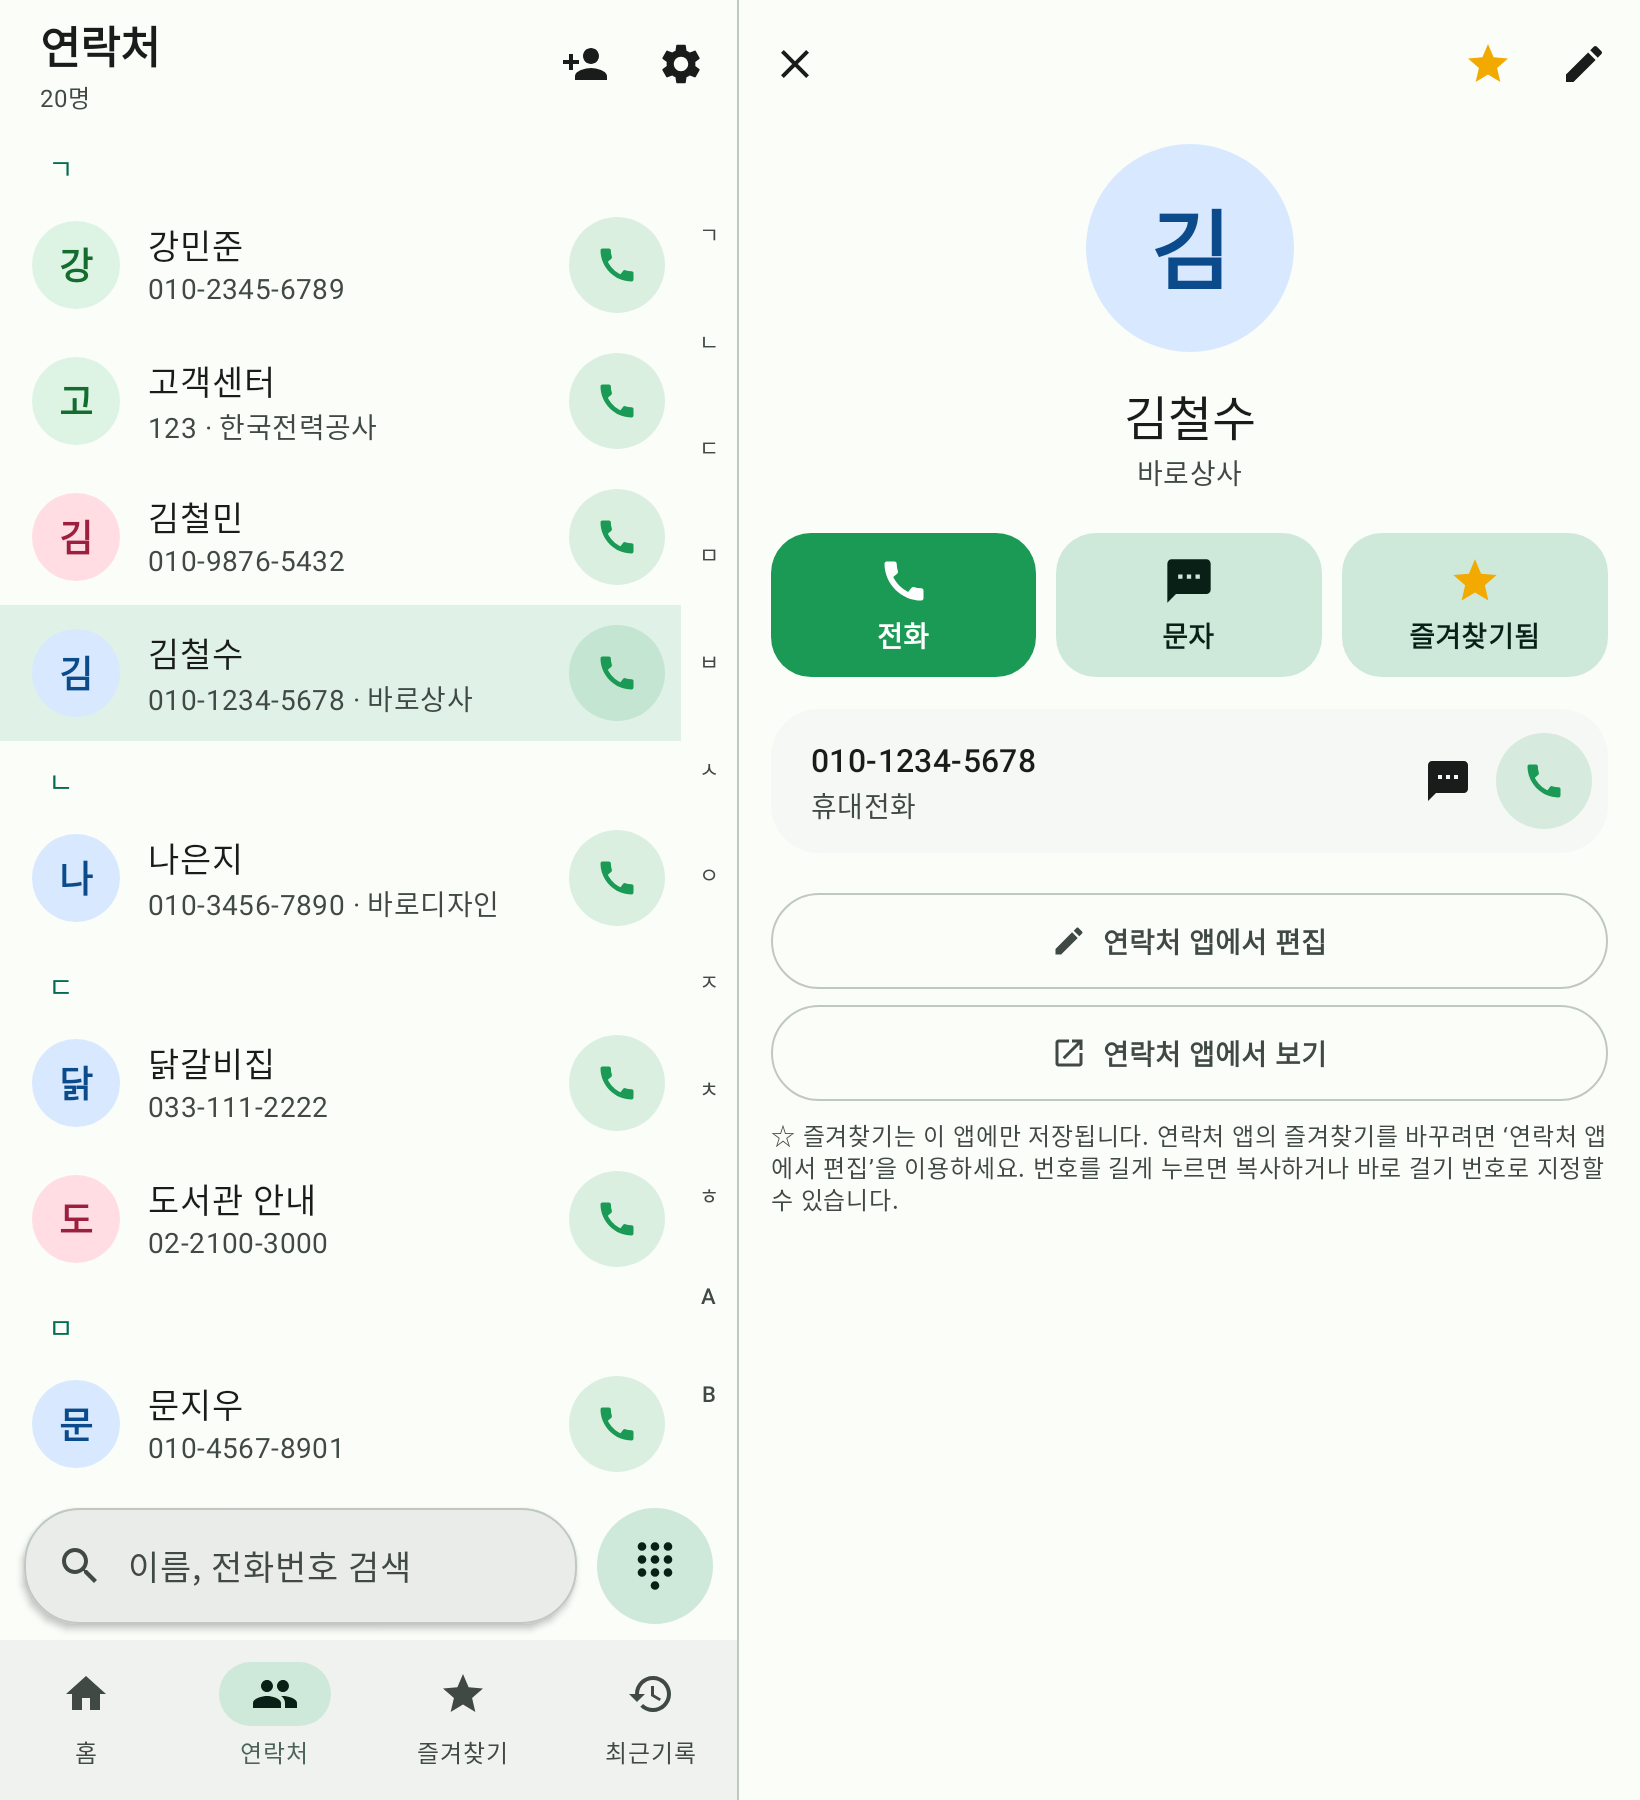 연락처
20명
ㄱ
강
강민준
010-2345-6789
고
고객센터
123 · 한국전력공사
김
김철민
010-9876-5432
김
김철수
010-1234-5678 · 바로상사
ㄴ
나
나은지
010-3456-7890 · 바로디자인
ㄷ
닭
닭갈비집
033-111-2222
도
도서관 안내
02-2100-3000
ㅁ
문
문지우
010-4567-8901
ㄱ
ㄴ
ㄷ
ㅁ
ㅂ
ㅅ
ㅇ
ㅈ
ㅊ
ㅎ
A
B
이름, 전화번호 검색
홈
연락처
즐겨찾기
최근기록
김
김철수
바로상사
전화
문자
즐겨찾기됨
010-1234-5678
휴대전화
연락처 앱에서 편집
연락처 앱에서 보기
☆ 즐겨찾기는 이 앱에만 저장됩니다. 연락처 앱의 즐겨찾기를 바꾸려면 ‘연락처 앱
에서 편집’을 이용하세요. 번호를 길게 누르면 복사하거나 바로 걸기 번호로 지정할
수 있습니다.